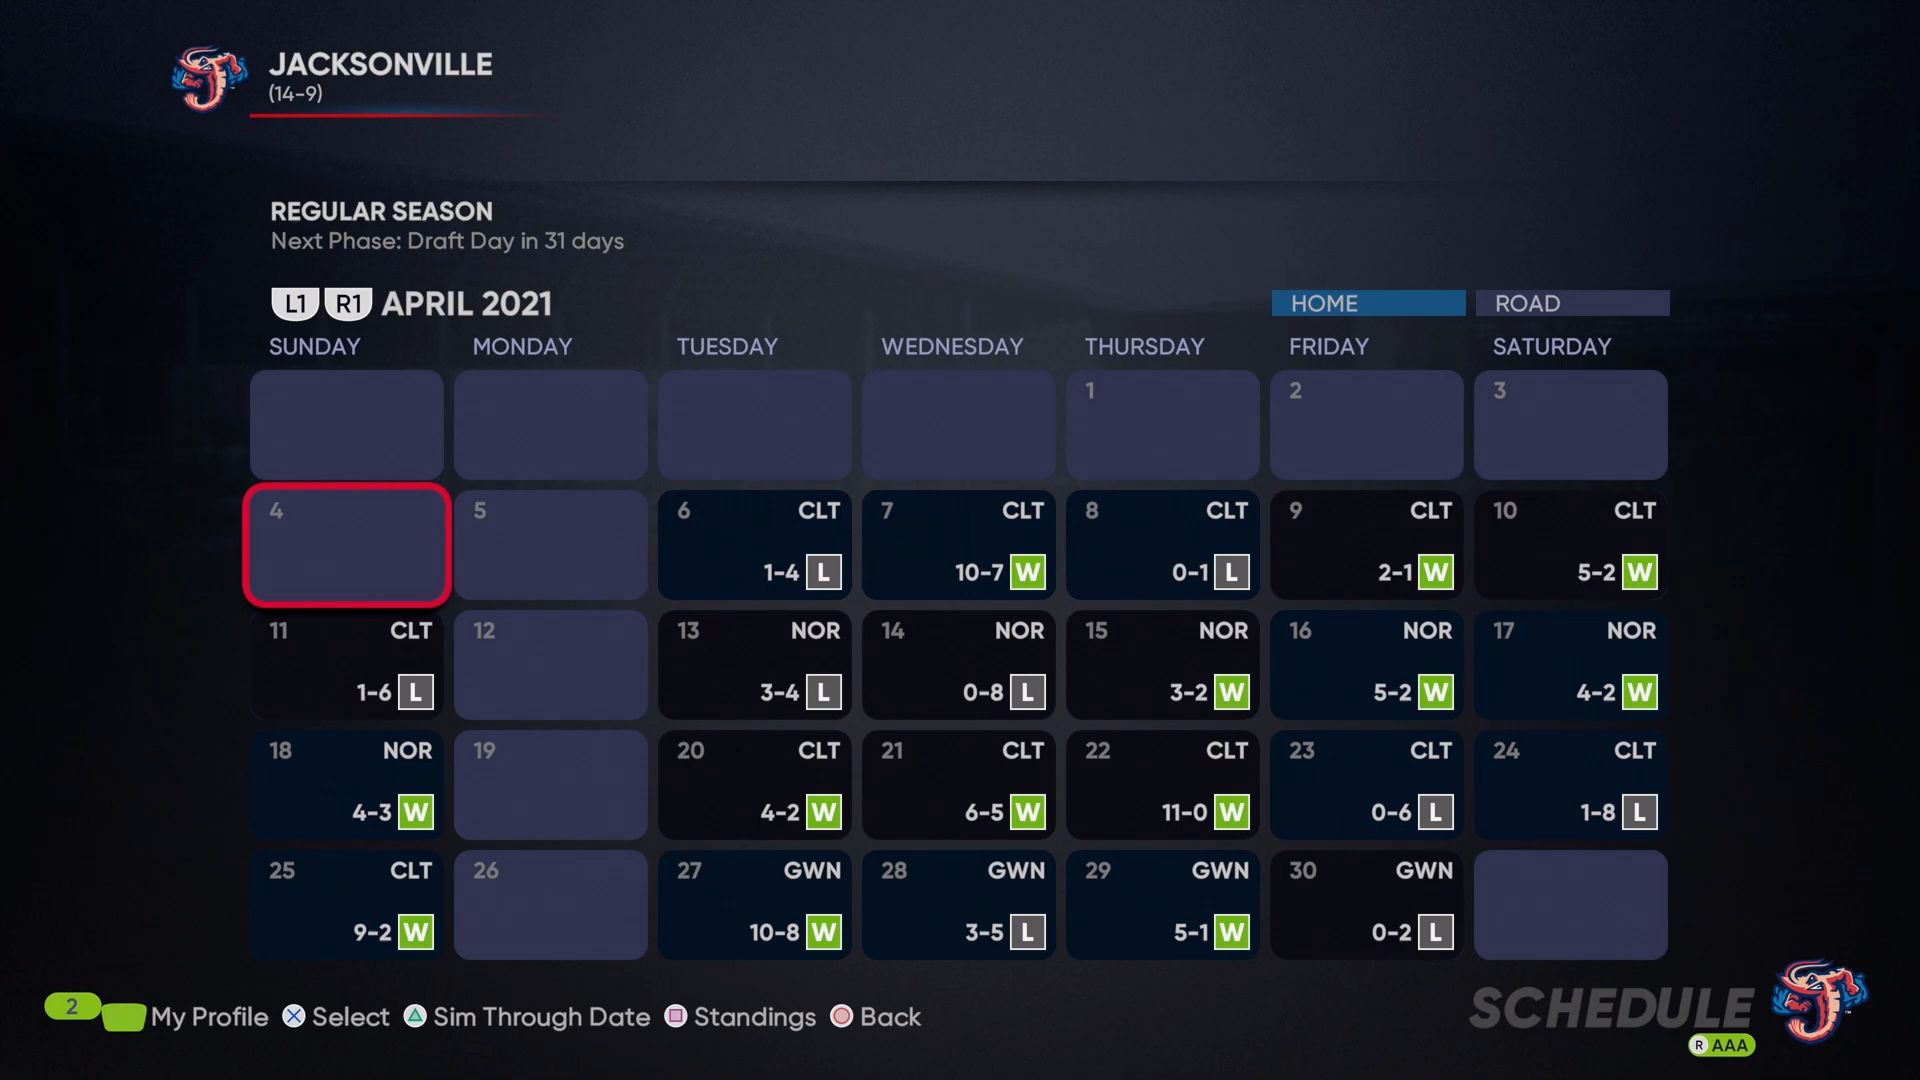 JACKSONVILLE
(14-9)
REGULAR SEASON
Next Phase: Draft Day in 31 days
L1 R1 APRIL 2021 HOME ROAD
SUNDAY MONDAY TUESDAY WEDNESDAY THURSDAY FRIDAY SATURDAY
1 2 3
4 5 6 CLT 7 CLT 8 CLT 9 CLT 10 CLT
1-4 L 10-7 W 0-1 L 2-1 W 5-2 W
11 CLT 12 13 NOR 14 NOR 15 NOR 16 NOR 17 NOR
1-6 L 3-4 L 0-8 L 3-2 W 5-2 W 4-2 W
18 NOR 19 20 CLT 21 CLT 22 CLT 23 CLT 24 CLT
4-3 W 4-2 W 6-5 W 11-0 W 0-6 L 1-8 L
25 CLT 26 27 GWN 28 GWN 29 GWN 30 GWN
9-2 W 10-8 W 3-5 L 5-1 W 0-2 L
2 My Profile Select Sim Through Date Standings Back
SCHEDULE
R AAA